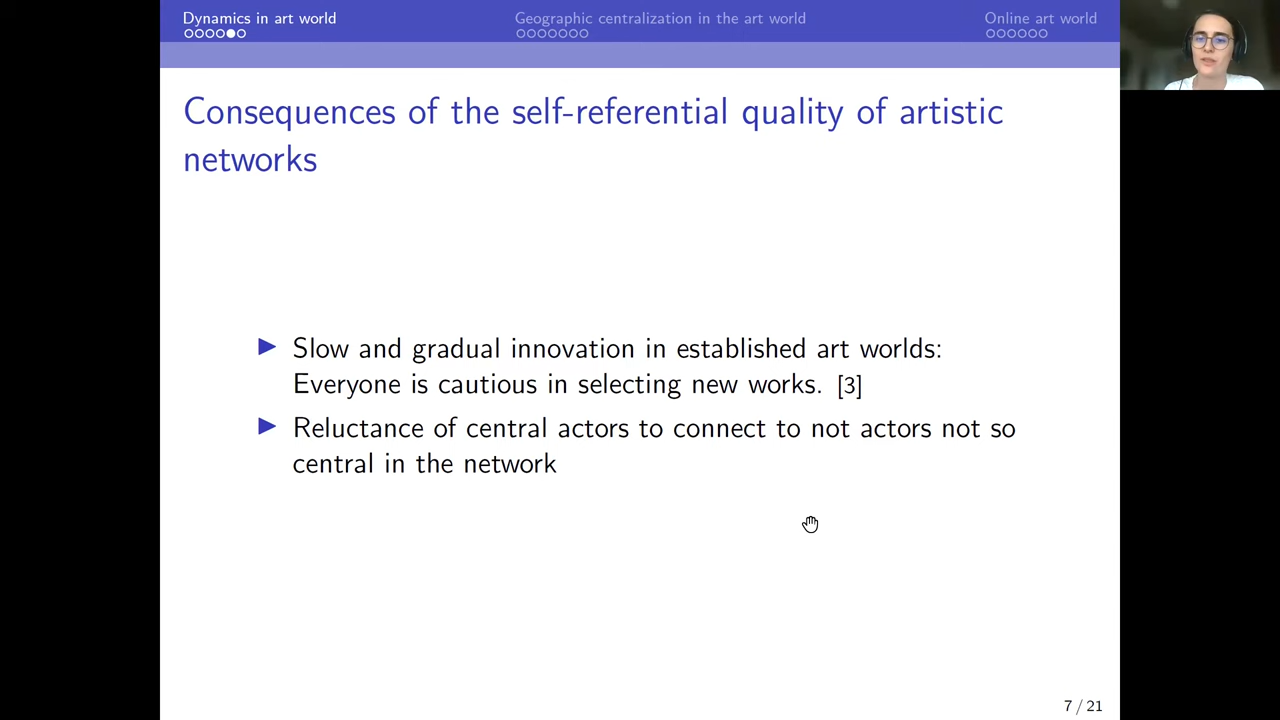 Dynamics in art world
Geographic centralization in the art world
Online art world
Consequences of the self-referential quality of artistic
networks
Slow and gradual innovation in established art worlds:
Everyone is cautious in selecting new works. [3]
Reluctance of central actors to connect to not actors not so
central in the network
7 / 21